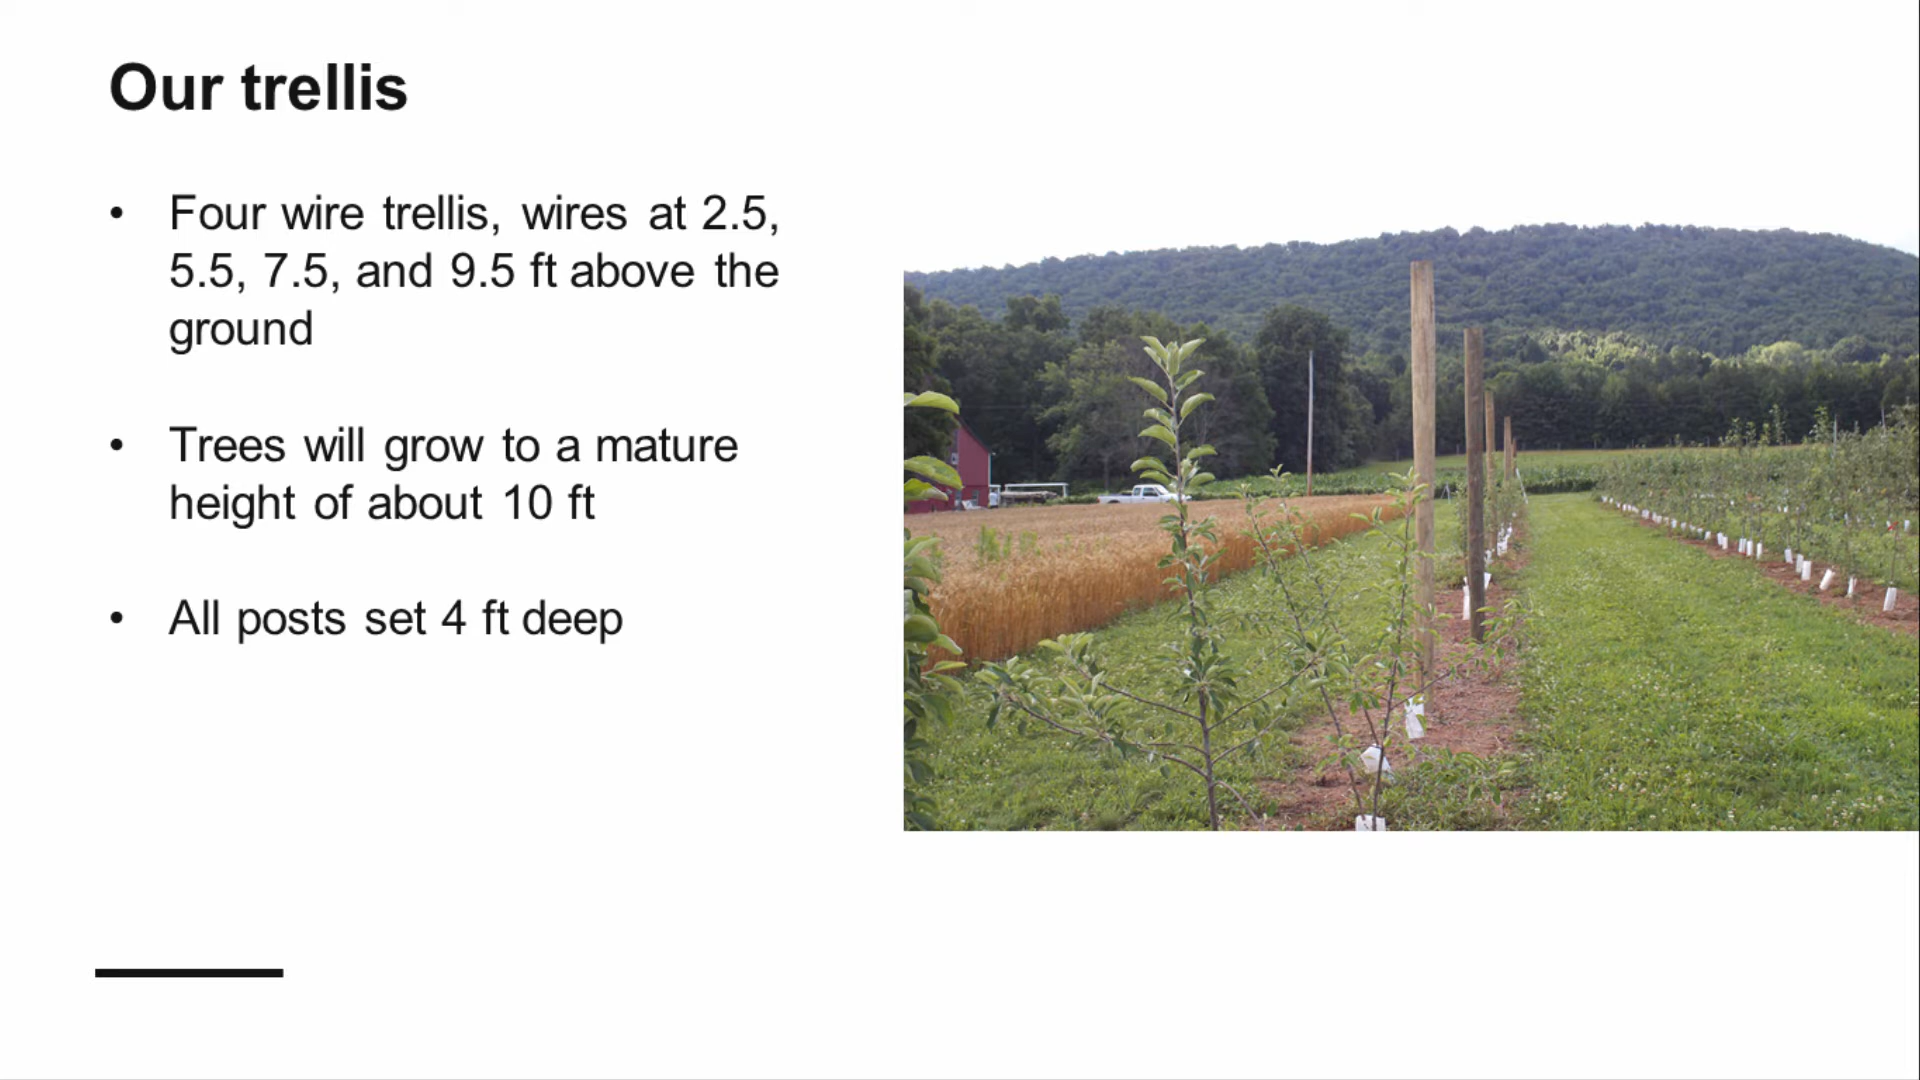 Our trellis
• Four wire trellis, wires at 2.5,
5.5, 7.5, and 9.5 ft above the
ground
• Trees will grow to a mature
height of about 10 ft
• All posts set 4 ft deep